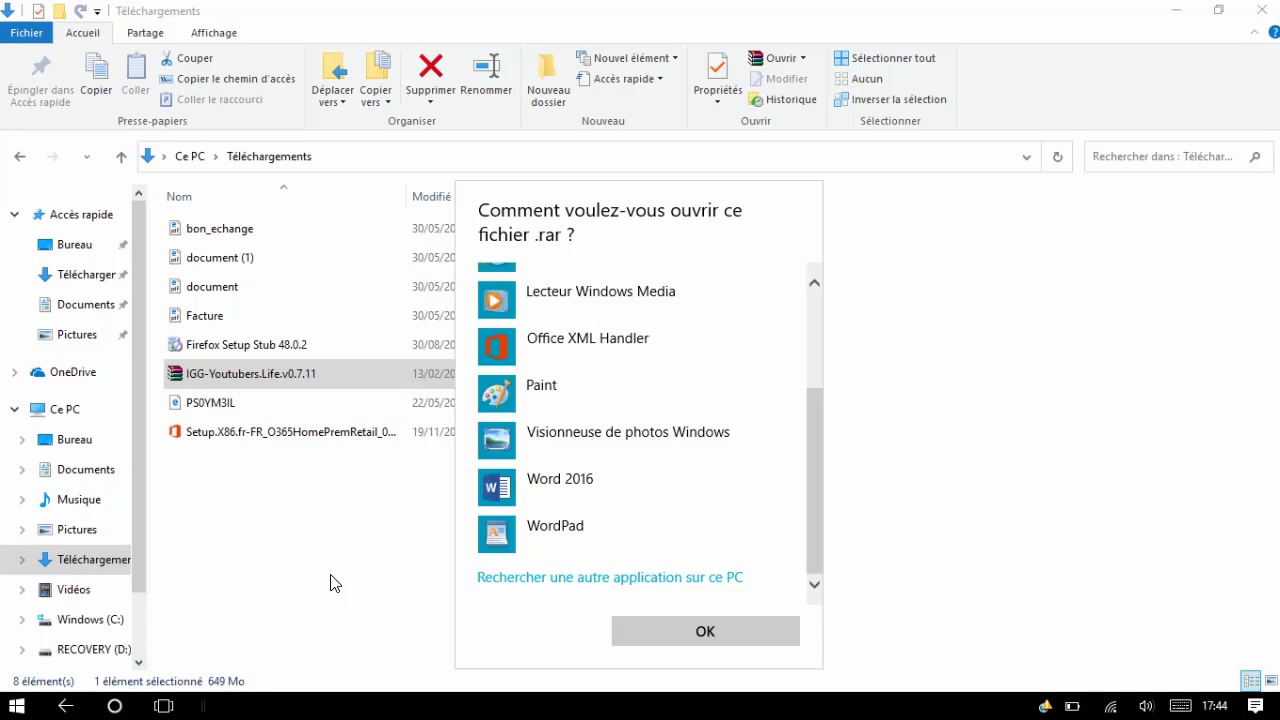 Téléchargements
Fichier
Accueil
Partage
Affichage
Épingler dans
Accès rapide
Copier
Coller
Couper
Copier le chemin d'accès
Coller le raccourci
Presse-papiers
Déplacer
vers
Copier
vers
Supprimer
Renommer
Organiser
Nouveau
dossier
Nouvel élément
Accès rapide
Nouveau
Propriétés
Ouvrir
Modifier
Historique
Ouvrir
Sélectionner tout
Aucun
Inverser la sélection
Sélectionner
Ce PC > Téléchargements
Rechercher dans : Téléchar...
Accès rapide
Bureau
Télécharger
Documents
Pictures
OneDrive
Ce PC
Bureau
Documents
Musique
Pictures
Téléchargemer
Vidéos
Windows (C:)
RECOVERY (D:)
Nom Modifié
bon_echange 30/05/20
document (1) 30/05/20
document 30/05/20
Facture 30/05/20
Firefox Setup Stub 48.0.2 30/08/20
IGG-Youtubers.Life.v0.7.11 13/02/20
PS0YM3IL 22/05/20
Setup.X86.fr-FR_O365HomePremRetail_0... 19/11/20
Comment voulez-vous ouvrir ce
fichier .rar ?
Lecteur Windows Media
Office XML Handler
Paint
Visionneuse de photos Windows
Word 2016
WordPad
Rechercher une autre application sur ce PC
OK
8 élément(s) 1 élément sélectionné 649 Mo
17:44